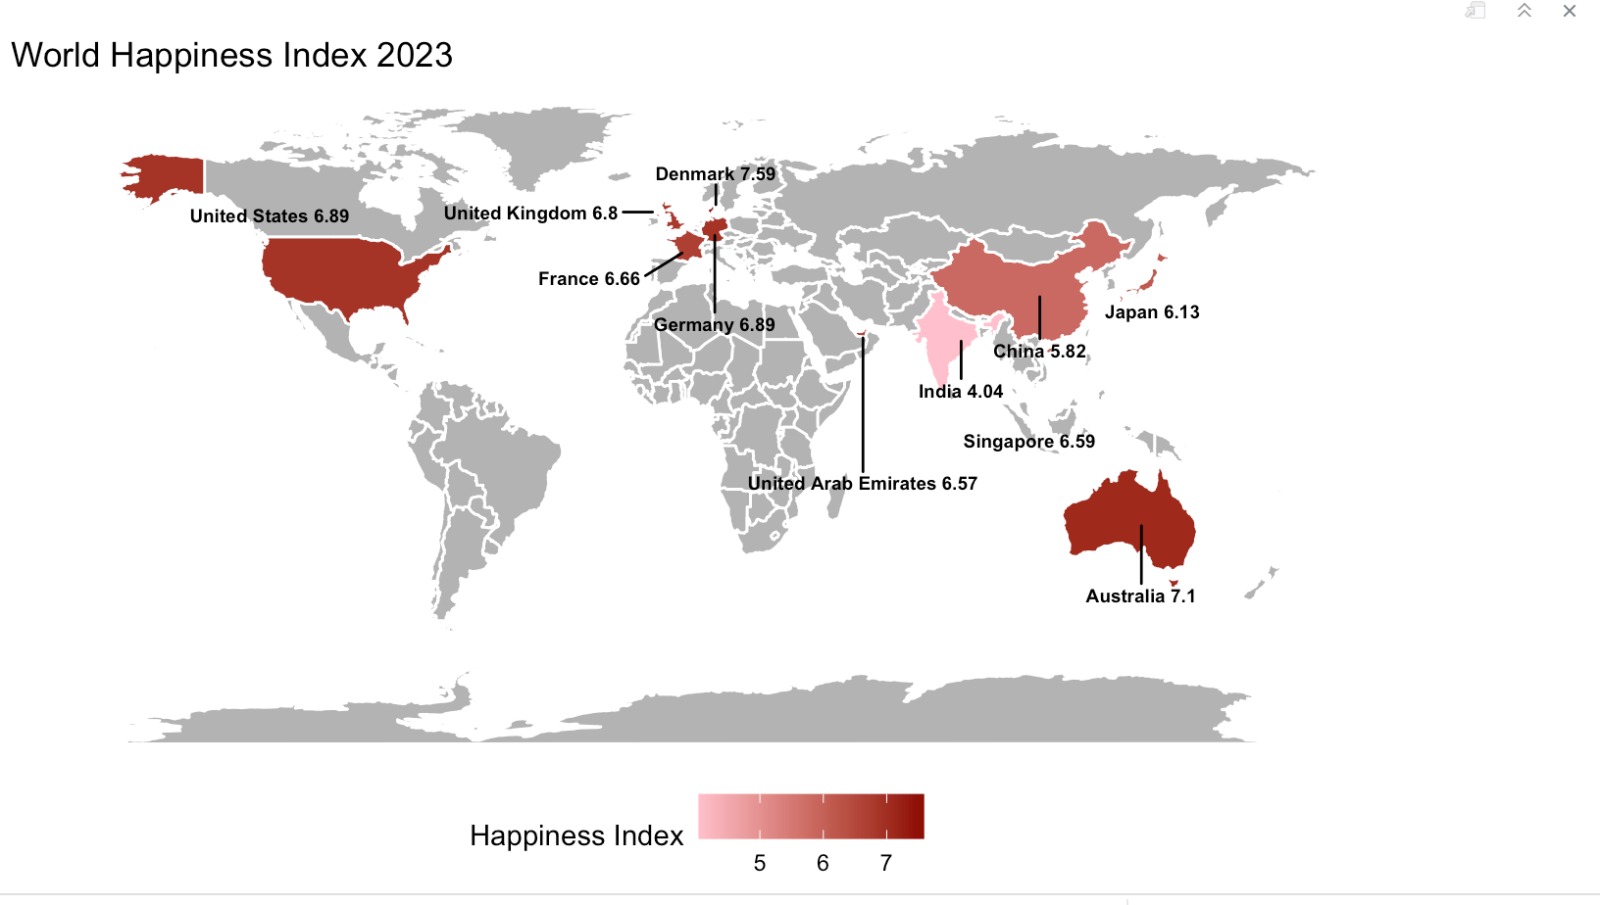 World Happiness Index 2023
Denmark 7.59
United States 6.89
United Kingdom 6.8
France 6.66
Germany 6.89
Japan 6.13
China 5.82
India 4.04
Singapore 6.59
United Arab Emirates 6.57
Australia 7.1
Happiness Index
5 6 7